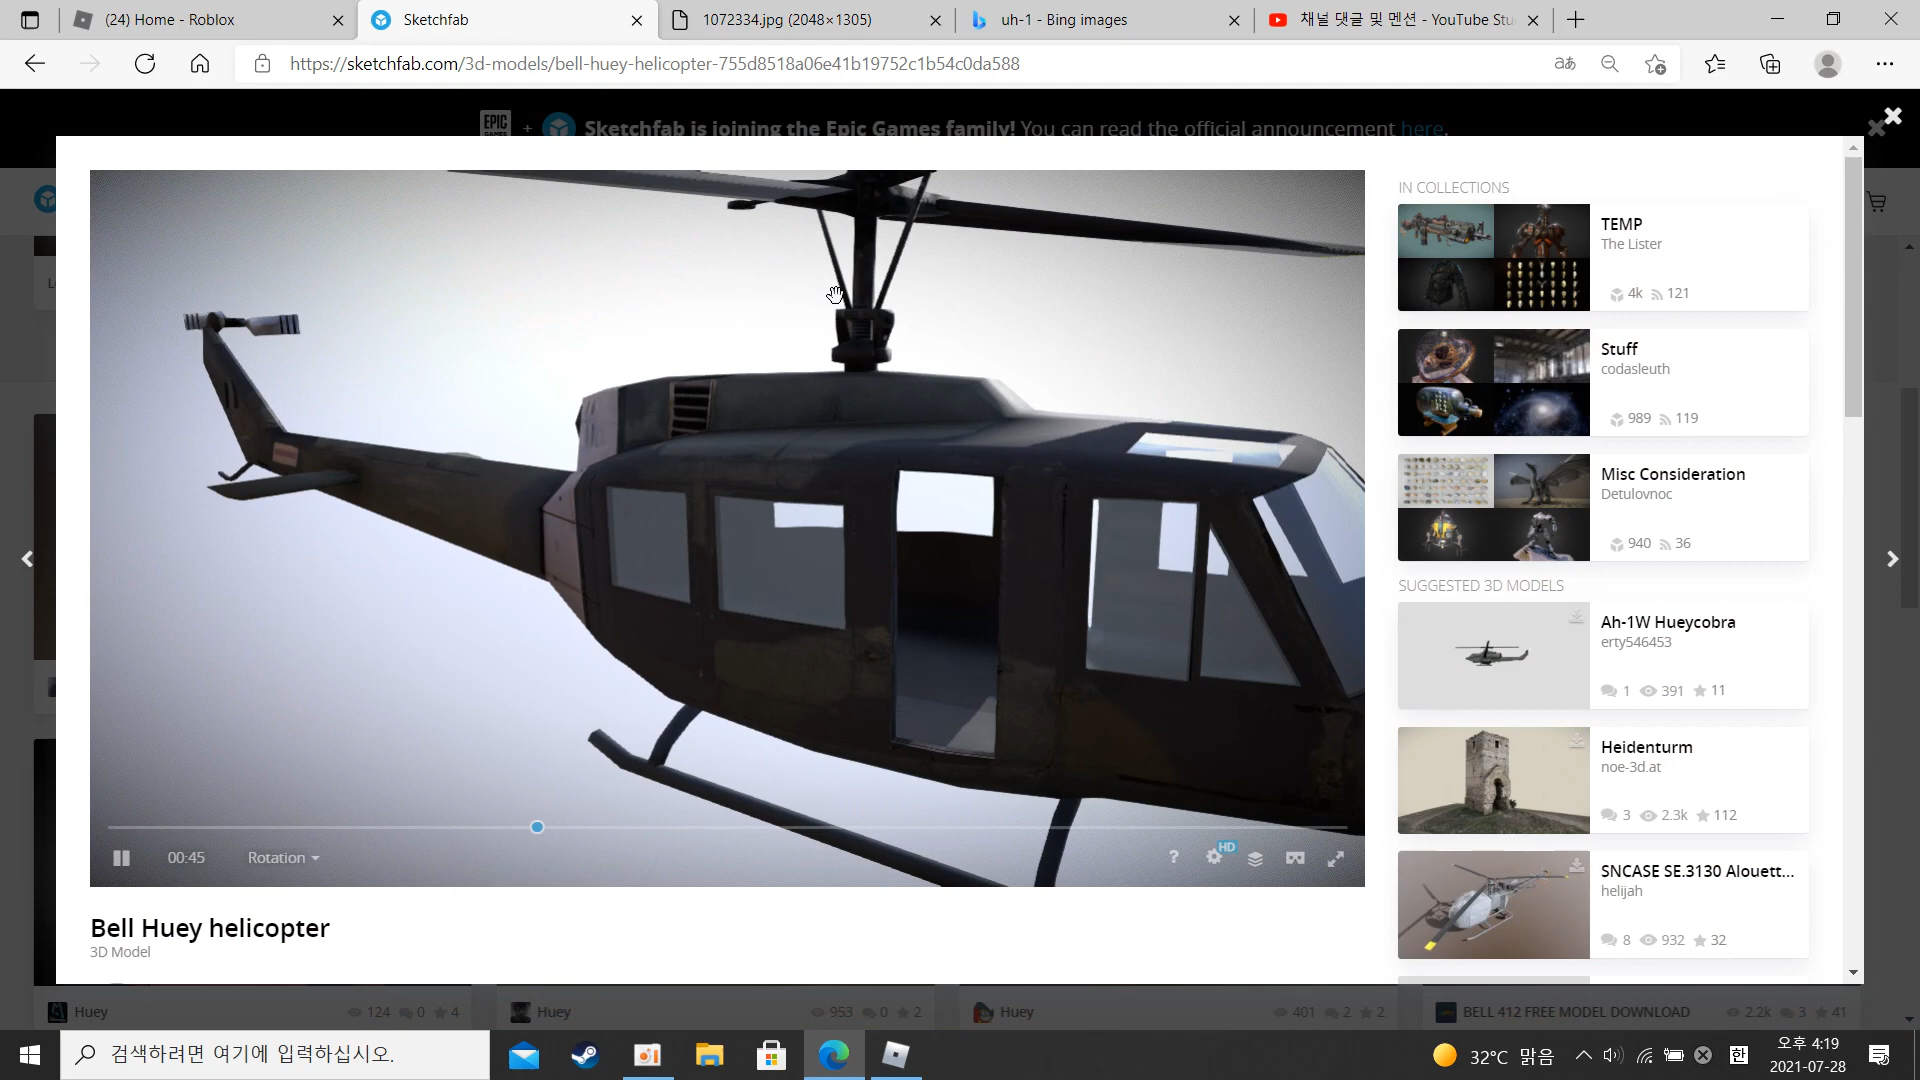 (24) Home - Roblox
Sketchfab
1072334.jpg (2048×1305)
uh-1 - Bing images
채널 댓글 및 멘션 - YouTube Stu
https://sketchfab.com/3d-models/bell-huey-helicopter-755d8518a06e41b19752c1b54c0da588
EPIC GAMES + Sketchfab is joining the Epic Games family! You can read the official announcement here.
IN COLLECTIONS
TEMP
The Lister
4k 121
Stuff
codasleuth
989 119
Misc Consideration
Detulovnoc
940 36
SUGGESTED 3D MODELS
Ah-1W Hueycobra
erty546453
1 391 11
Heidenturm
noe-3d.at
3 2.3k 112
SNCASE SE.3130 Alouett...
helijah
8 932 32
00:45 Rotation ? HD
Bell Huey helicopter
3D Model
Huey 124 0 4
Huey 953 0 2
Huey 401 2 2
BELL 412 FREE MODEL DOWNLOAD 2.2k 3 41
검색하려면 여기에 입력하십시오.
32°C 맑음
한
오후 4:19
2021-07-28